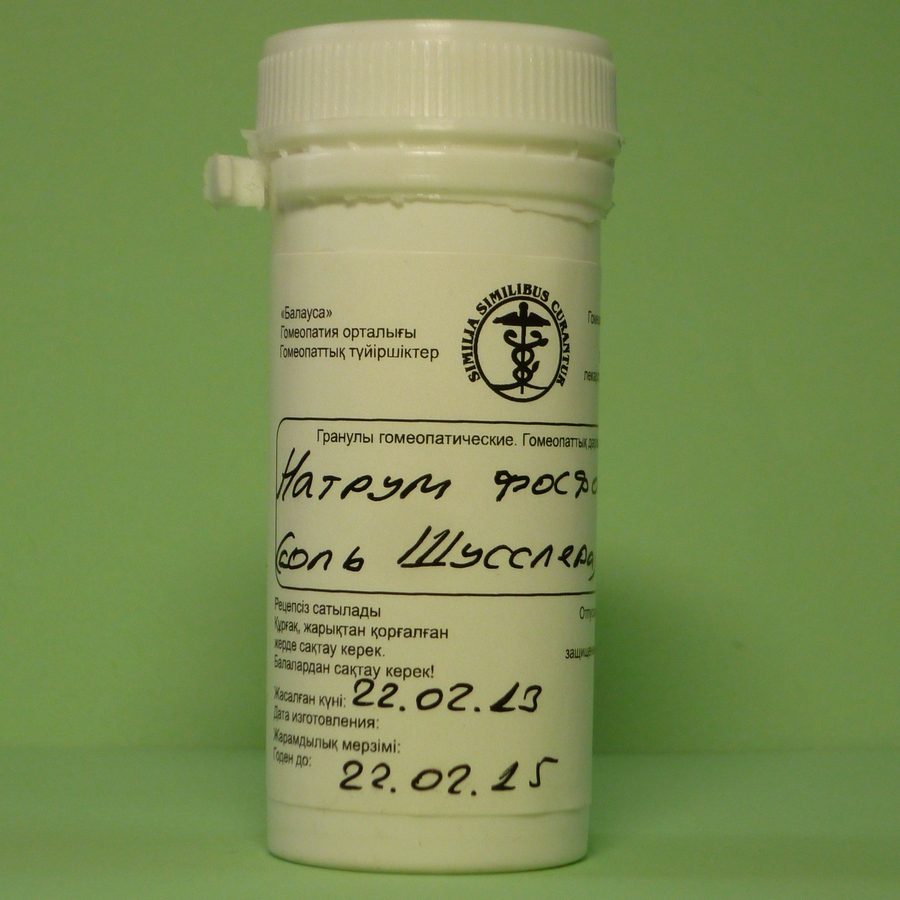 «Балауса»
Гомеопатия орталығы
Гомеопаттық түйіршіктер
SIMILIA SIMILIBUS CURANTUR
Гранулы гомеопатические. Гомеопаттық
Натрум
Соль Шусслера
Рецепсіз сатылады
Құрғақ, жарықтан қорғалған
жерде сақтау керек.
Балалардан сақтау керек!
Жасалған күні: 22.02.13
Дата изготовления:
Жарамдылық мерзімі:
Годен до: 22.02.15